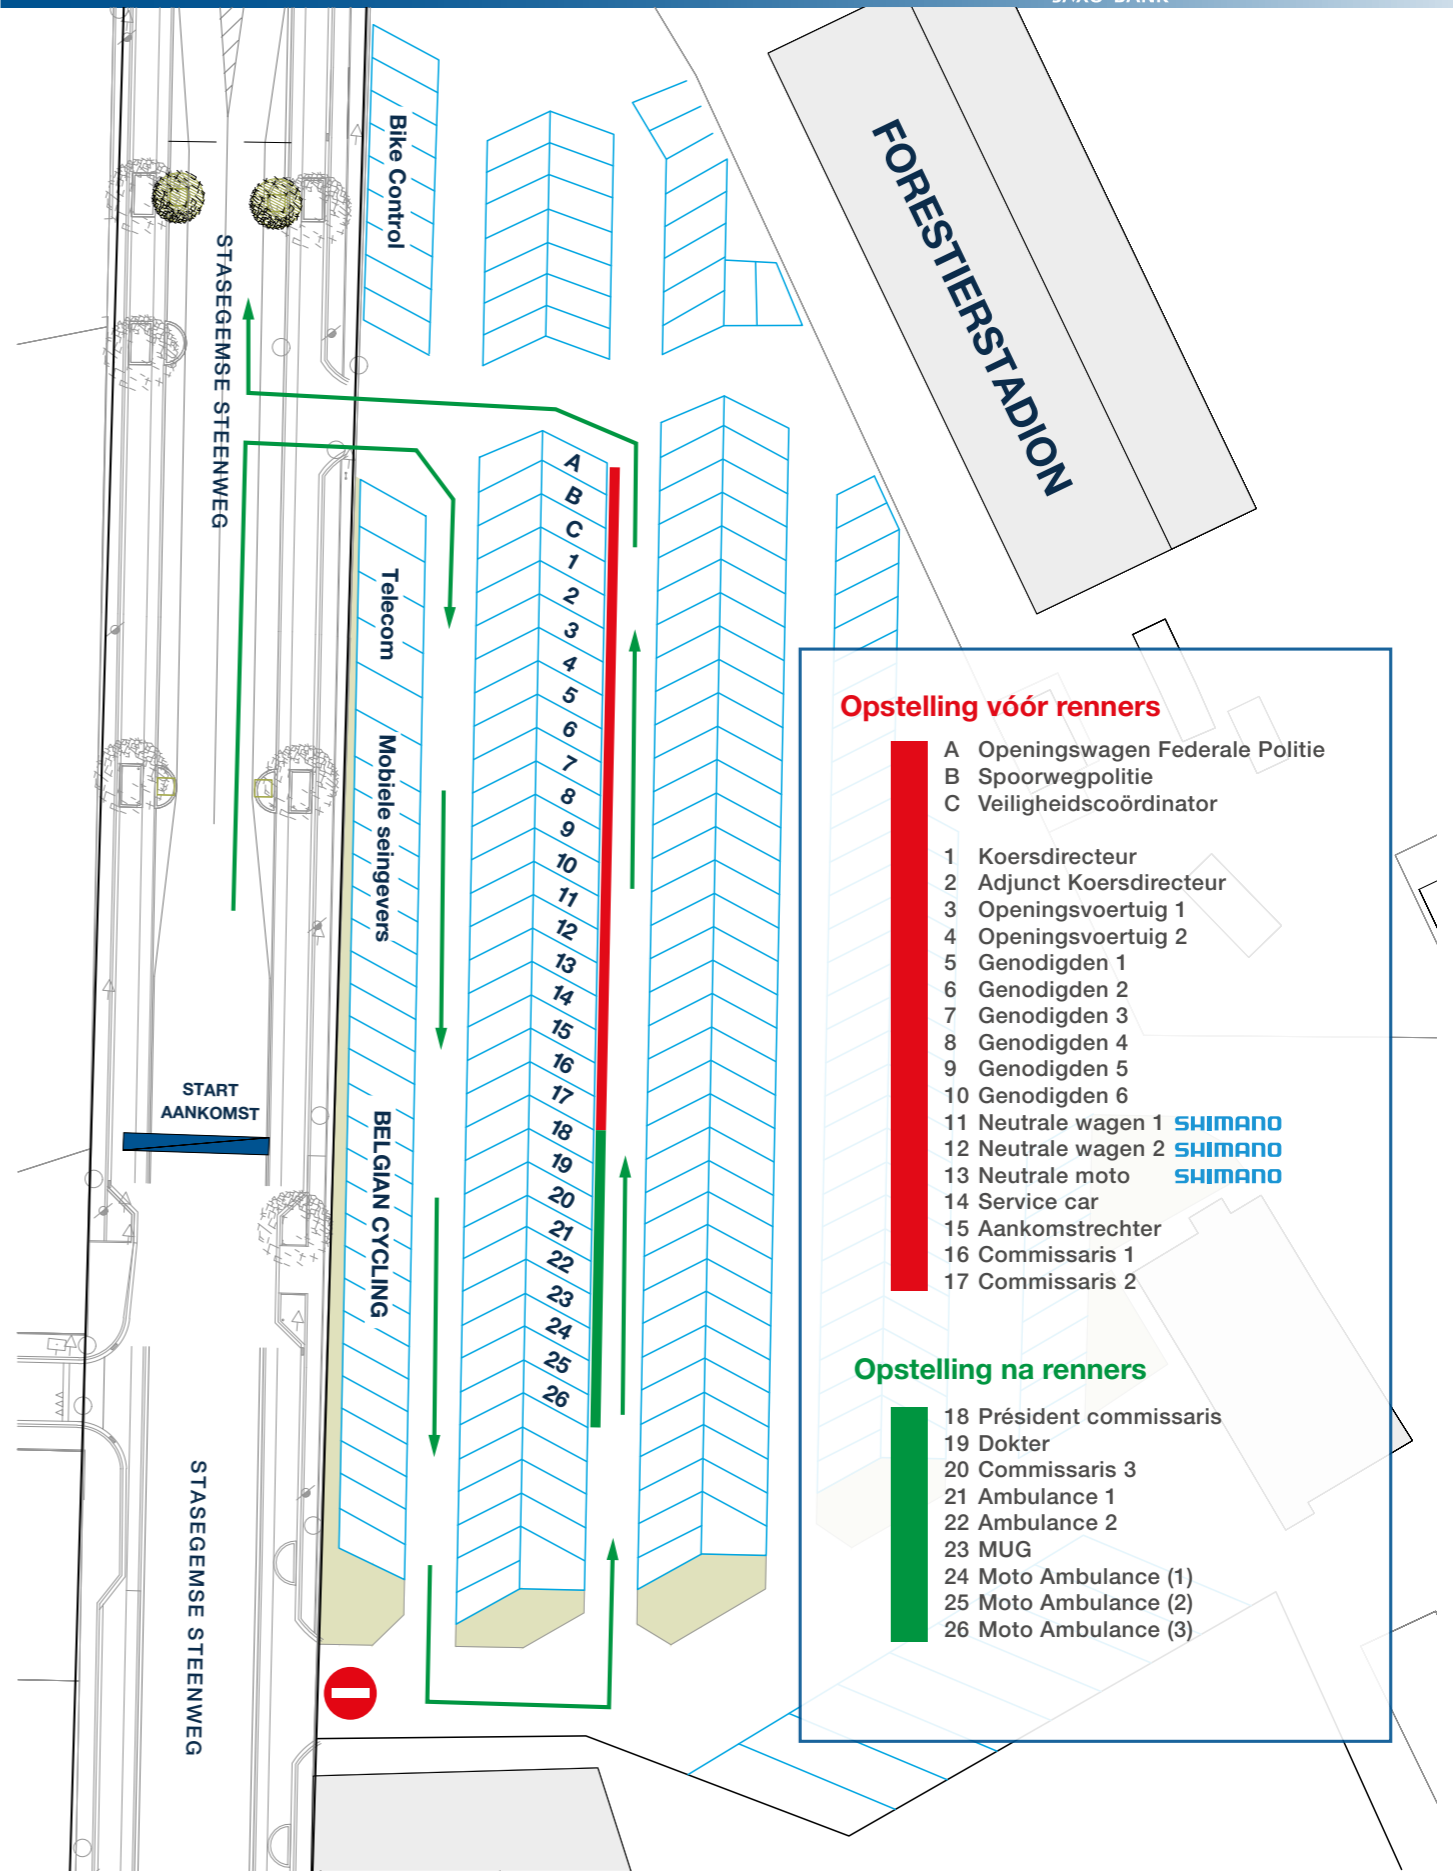 SAXO BANK
Bike Control
FORESTIERSTADION
STASEGEMSE STEENWEG
A
B
C
1
2
3
4
5
6
7
8
9
10
11
12
13
14
15
16
17
18
19
20
21
22
23
24
25
26
Telecom
Mobiele seingevers
BELGIAN CYCLING
START
AANKOMST
STASEGEMSE STEENWEG
Opstelling vóór renners
A Openingswagen Federale Politie
B Spoorwegpolitie
C Veiligheidscoördinator
1 Koersdirecteur
2 Adjunct Koersdirecteur
3 Openingsvoertuig 1
4 Openingsvoertuig 2
5 Genodigden 1
6 Genodigden 2
7 Genodigden 3
8 Genodigden 4
9 Genodigden 5
10 Genodigden 6
11 Neutrale wagen 1 SHIMANO
12 Neutrale wagen 2 SHIMANO
13 Neutrale moto SHIMANO
14 Service car
15 Aankomstrechter
16 Commissaris 1
17 Commissaris 2
Opstelling na renners
18 Président commissaris
19 Dokter
20 Commissaris 3
21 Ambulance 1
22 Ambulance 2
23 MUG
24 Moto Ambulance (1)
25 Moto Ambulance (2)
26 Moto Ambulance (3)